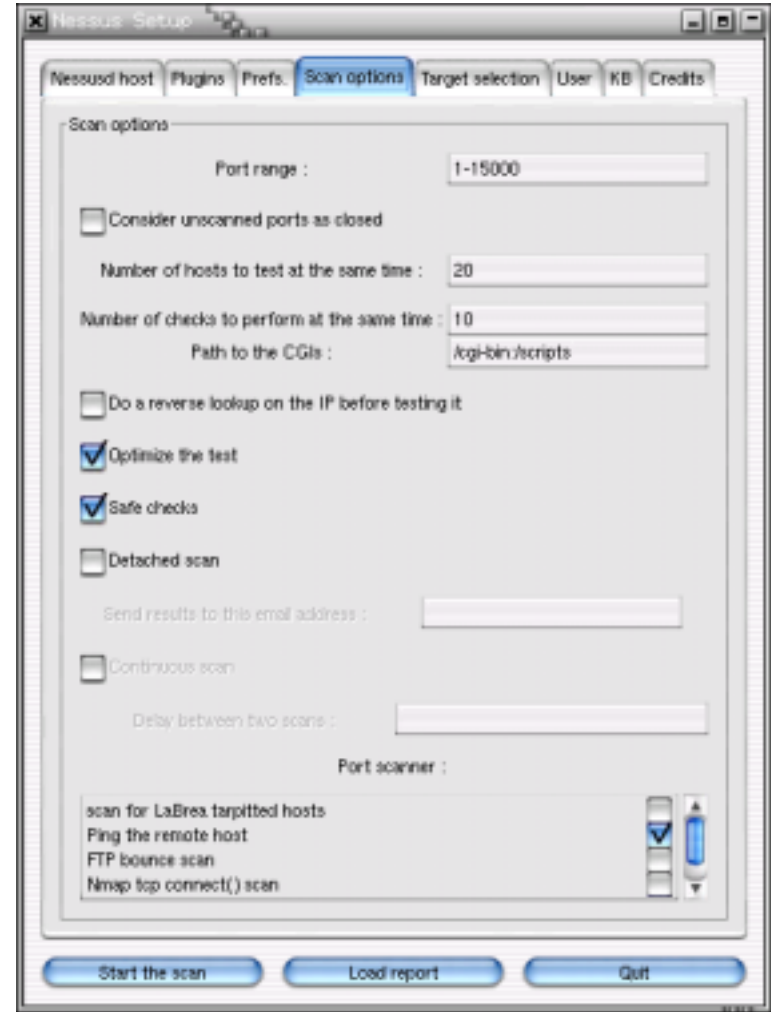 Nessus Setup
Nessusd host Plugins Prefs. Scan options Target selection User KB Credits
Scan options
Port range : 1-15000
Consider unscanned ports as closed
Number of hosts to test at the same time : 20
Number of checks to perform at the same time : 10
Path to the CGIs : /cgi-bin:/scripts
Do a reverse lookup on the IP before testing it
Optimize the test
Safe checks
Detached scan
Send results to this email address :
Continuous scan
Delay between two scans :
Port scanner :
scan for LaBrea tarpitted hosts
Ping the remote host
FTP bounce scan
Nmap tcp connect() scan
Start the scan Load report Quit